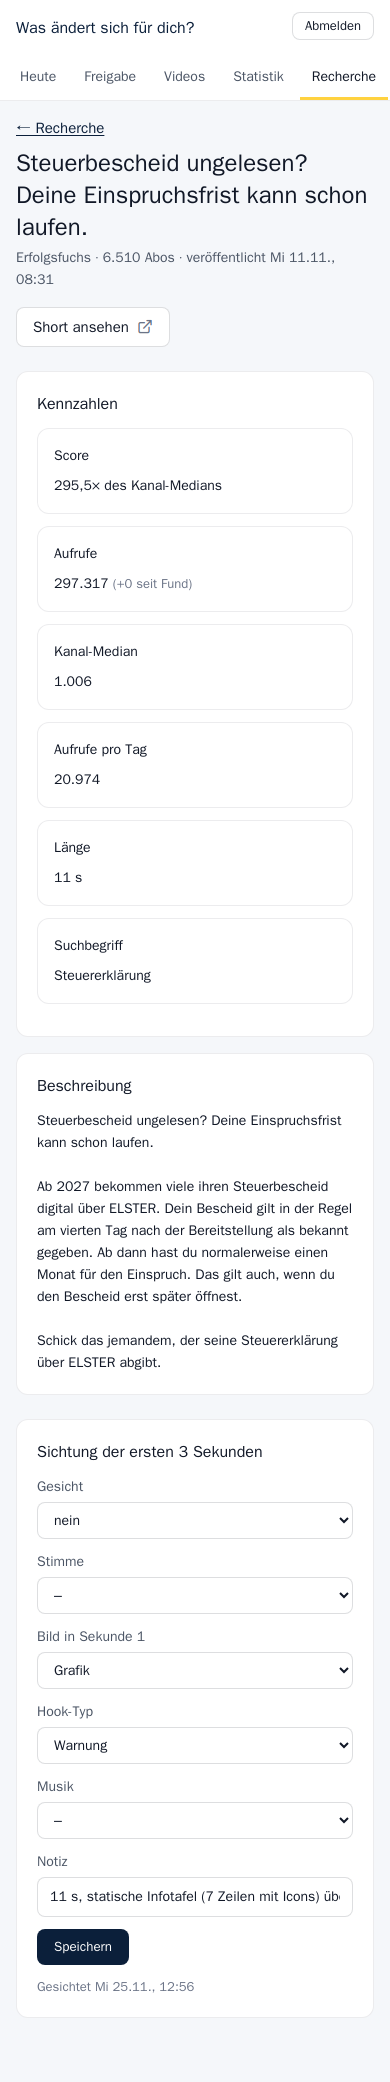 Was ändert sich für dich?
Abmelden
Heute
Freigabe
Videos
Statistik
Recherche
← Recherche
Steuerbescheid ungelesen?
Deine Einspruchsfrist kann schon
laufen.
Erfolgsfuchs · 6.510 Abos · veröffentlicht Mi 11.11.,
08:31
Short ansehen
Kennzahlen
Score
295,5× des Kanal-Medians
Aufrufe
297.317 (+0 seit Fund)
Kanal-Median
1.006
Aufrufe pro Tag
20.974
Länge
11 s
Suchbegriff
Steuererklärung
Beschreibung
Steuerbescheid ungelesen? Deine Einspruchsfrist
kann schon laufen.
Ab 2027 bekommen viele ihren Steuerbescheid
digital über ELSTER. Dein Bescheid gilt in der Regel
am vierten Tag nach der Bereitstellung als bekannt
gegeben. Ab dann hast du normalerweise einen
Monat für den Einspruch. Das gilt auch, wenn du
den Bescheid erst später öffnest.
Schick das jemandem, der seine Steuererklärung
über ELSTER abgibt.
Sichtung der ersten 3 Sekunden
Gesicht
nein
Stimme
–
Bild in Sekunde 1
Grafik
Hook-Typ
Warnung
Musik
–
Notiz
11 s, statische Infotafel (7 Zeilen mit Icons)
Speichern
Gesichtet Mi 25.11., 12:56